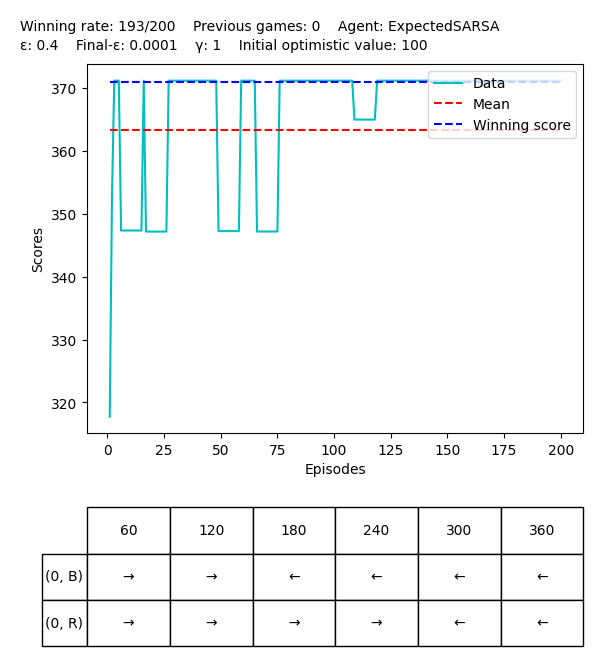 Winning rate: 193/200    Previous games: 0    Agent: ExpectedSARSA
ε: 0.4    Final-ε: 0.0001    γ: 1    Initial optimistic value: 100
370
360
350
340
330
320
Scores
Data
Mean
Winning score
0 25 50 75 100 125 150 175 200
Episodes
60 120 180 240 300 360
(0, B) → → ← ← ← ←
(0, R) → → → → ← ←